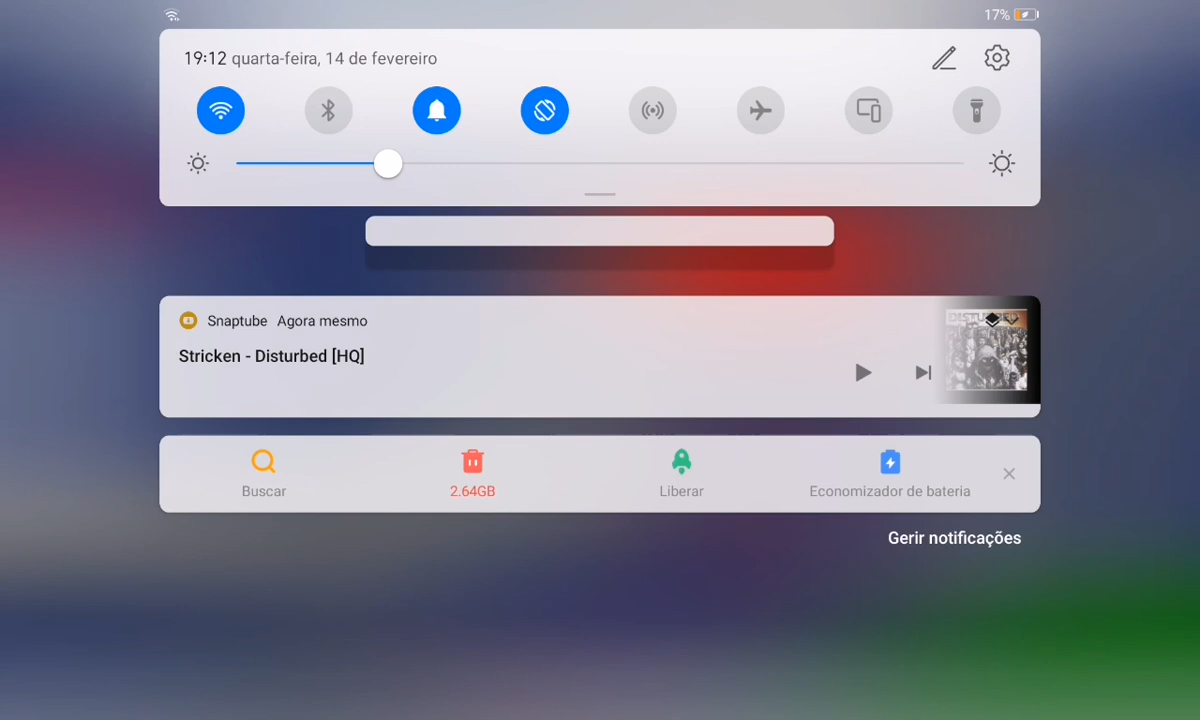 17%
19:12 quarta-feira, 14 de fevereiro
Snaptube Agora mesmo
Stricken - Disturbed [HQ]
DISTURBED
Buscar
2.64GB
Liberar
Economizador de bateria
Gerir notificações